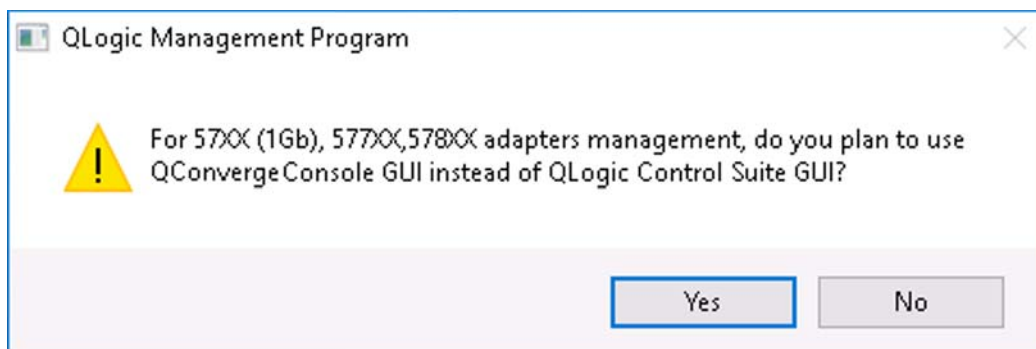 QLogic Management Program
For 57XX (1Gb), 577XX,578XX adapters management, do you plan to use
QConvergeConsole GUI instead of QLogic Control Suite GUI?
Yes
No